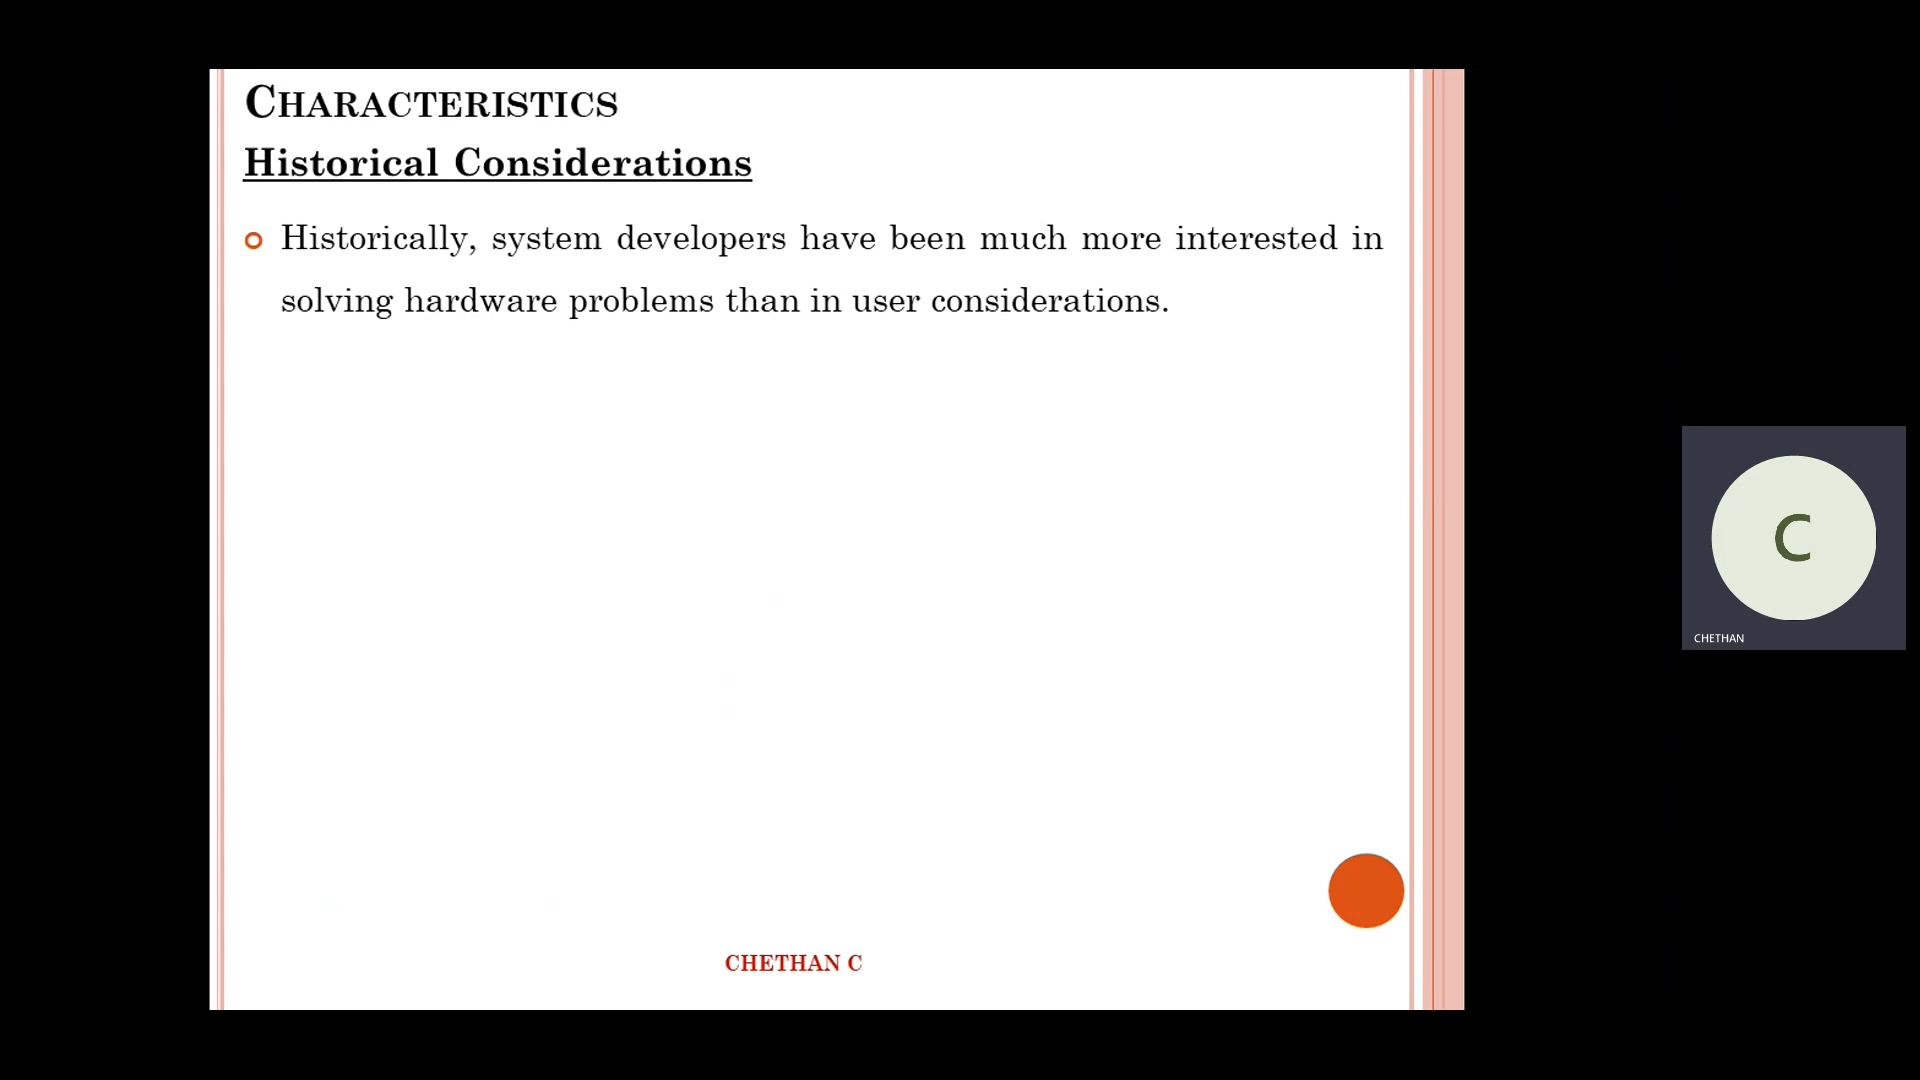 CHARACTERISTICS
Historical Considerations
Historically, system developers have been much more interested in
solving hardware problems than in user considerations.
C
CHETHAN
CHETHAN C